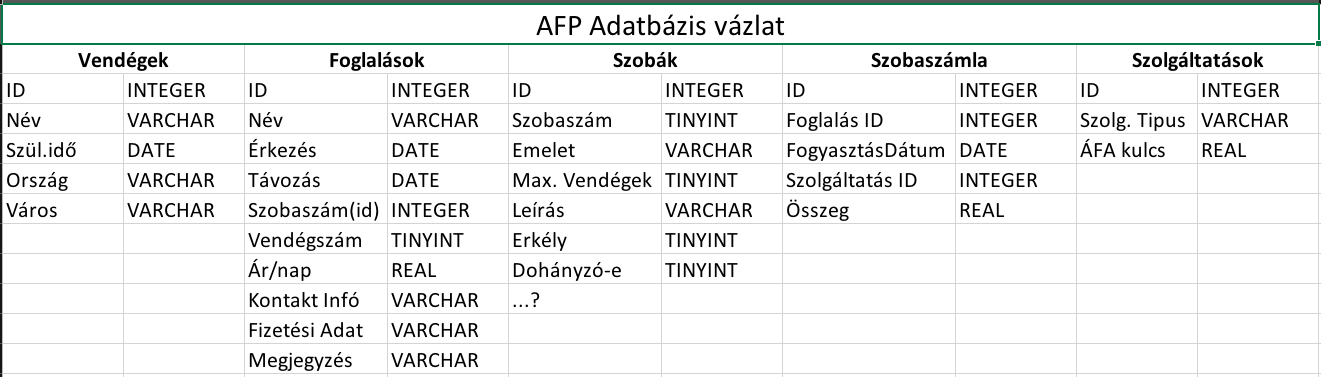 AFP Adatbázis vázlat
Vendégek Foglalások Szobák Szobaszámla Szolgáltatások
ID INTEGER ID INTEGER ID INTEGER ID INTEGER ID INTEGER
Név VARCHAR Név VARCHAR Szobaszám TINYINT Foglalás ID INTEGER Szolg. Tipus VARCHAR
Szül.idő DATE Érkezés DATE Emelet VARCHAR FogyasztásDátum DATE ÁFA kulcs REAL
Ország VARCHAR Távozás DATE Max. Vendégek TINYINT Szolgáltatás ID INTEGER
Város VARCHAR Szobaszám(id) INTEGER Leírás VARCHAR Összeg REAL
Vendégszám TINYINT Erkély TINYINT
Ár/nap REAL Dohányzó-e TINYINT
Kontakt Infó VARCHAR ...?
Fizetési Adat VARCHAR
Megjegyzés VARCHAR